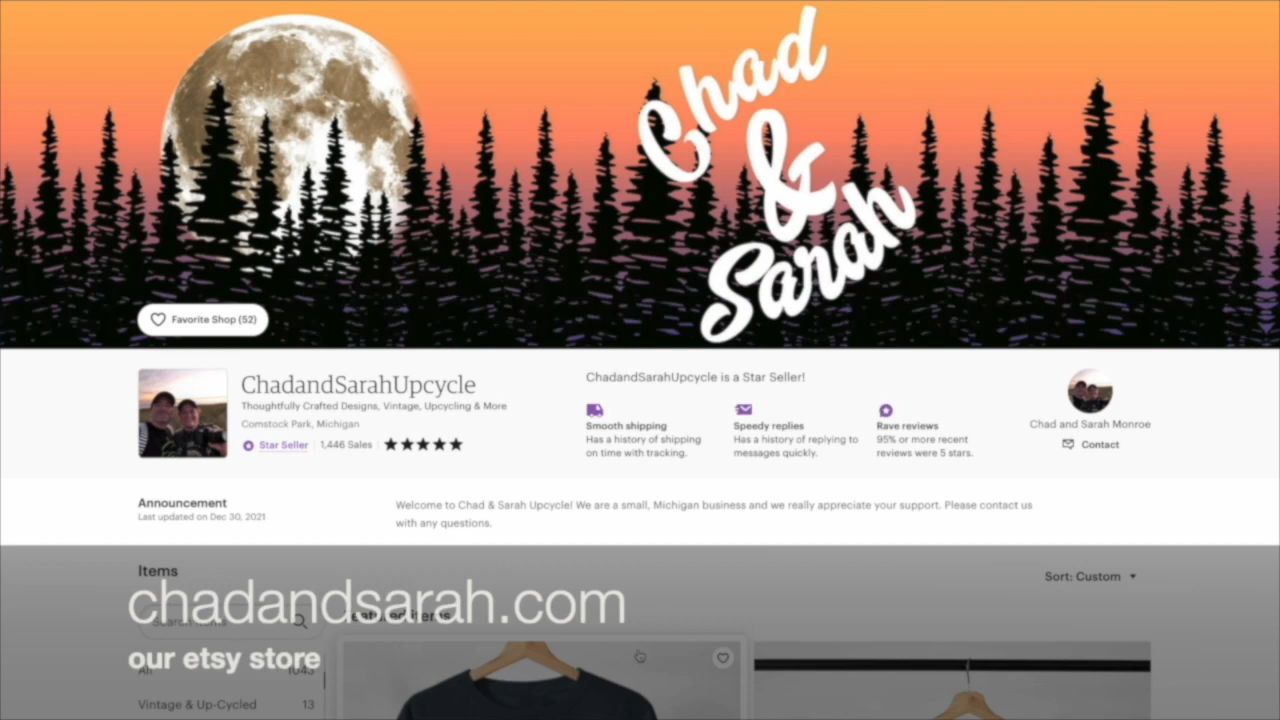 Chad
&
Sarah
Favorite Shop (52)
ChadandSarahUpcycle
Thoughtfully Crafted Designs, Vintage, Upcycling & More
Comstock Park, Michigan
Star Seller
1,446 Sales
ChadandSarahUpcycle is a Star Seller!
Smooth shipping
Has a history of shipping
on time with tracking.
Speedy replies
Has a history of replying to
messages quickly.
Rave reviews
95% or more recent
reviews were 5 stars.
Chad and Sarah Monroe
Contact
Announcement
Last updated on Dec 30, 2021
Welcome to Chad & Sarah Upcycle! We are a small, Michigan business and we really appreciate your support. Please contact us
with any questions.
Items
Sort: Custom
chadandsarah.com
Search items
Featured items
our etsy store
All 1043
Vintage & Up-Cycled 13